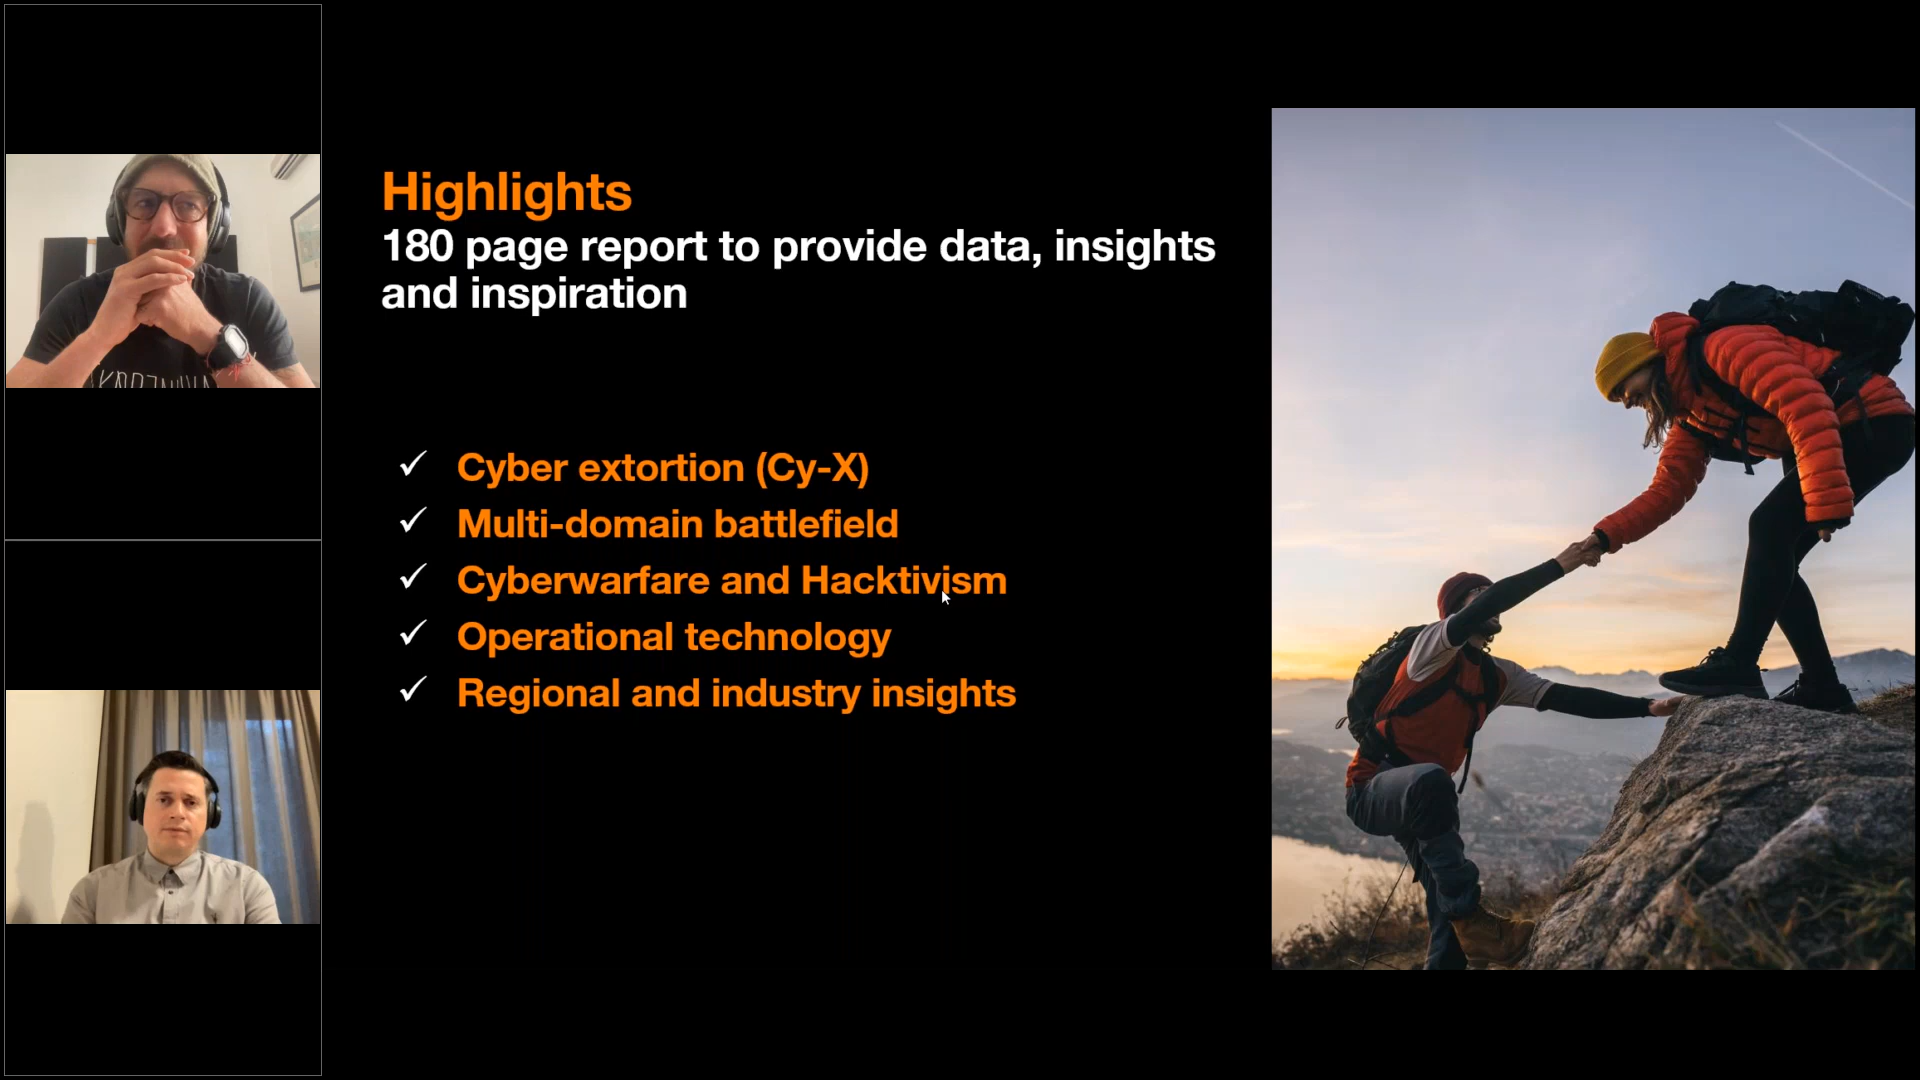 Highlights
180 page report to provide data, insights
and inspiration
✓ Cyber extortion (Cy-X)
✓ Multi-domain battlefield
✓ Cyberwarfare and Hacktivism
✓ Operational technology
✓ Regional and industry insights